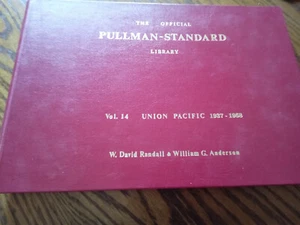 THE OFFICIAL
PULLMAN-STANDARD
LIBRARY
Vol. 14 UNION PACIFIC 1937-1958
W. David Randall & William G. Anderson